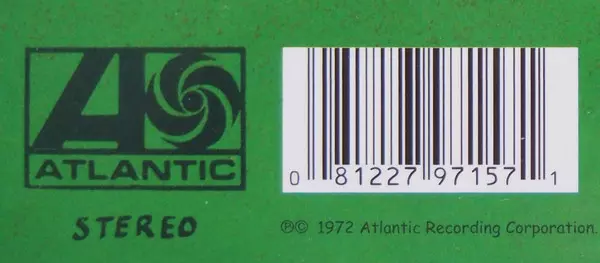 ATLANTIC
STEREO
0 81227 97157 1
℗© 1972 Atlantic Recording Corporation.